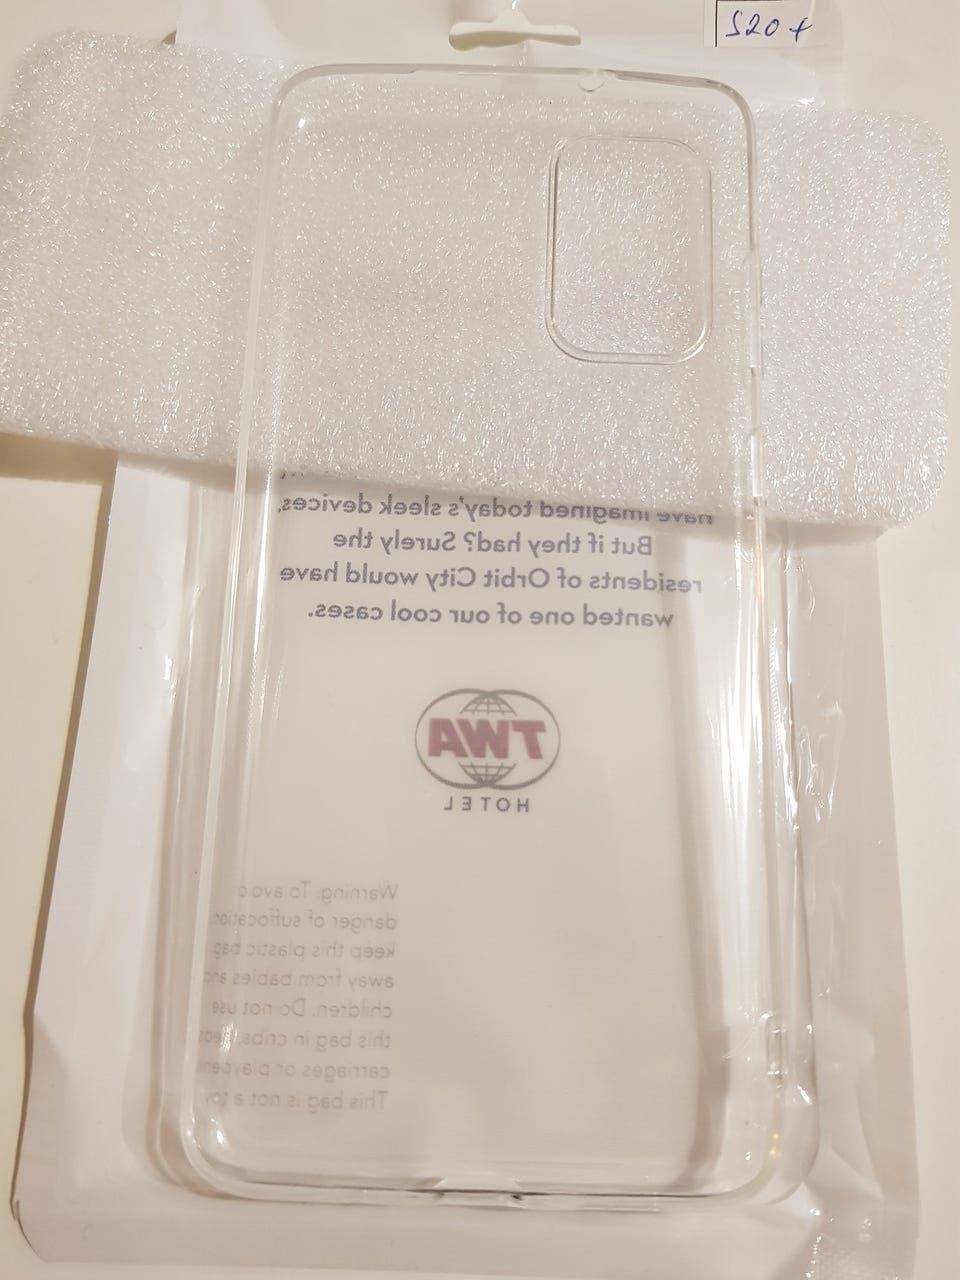 S20+
have imagined today's sleek devices,
But if they had? Surely the
residents of Orbit City would have
wanted one of our cool cases.
TWA
HOTEL
Warning: To avoid
danger of suffocation
keep this plastic bag
away from babies and
children. Do not use
this bag in cribs,
carriages or playpens
This bag is not a toy.